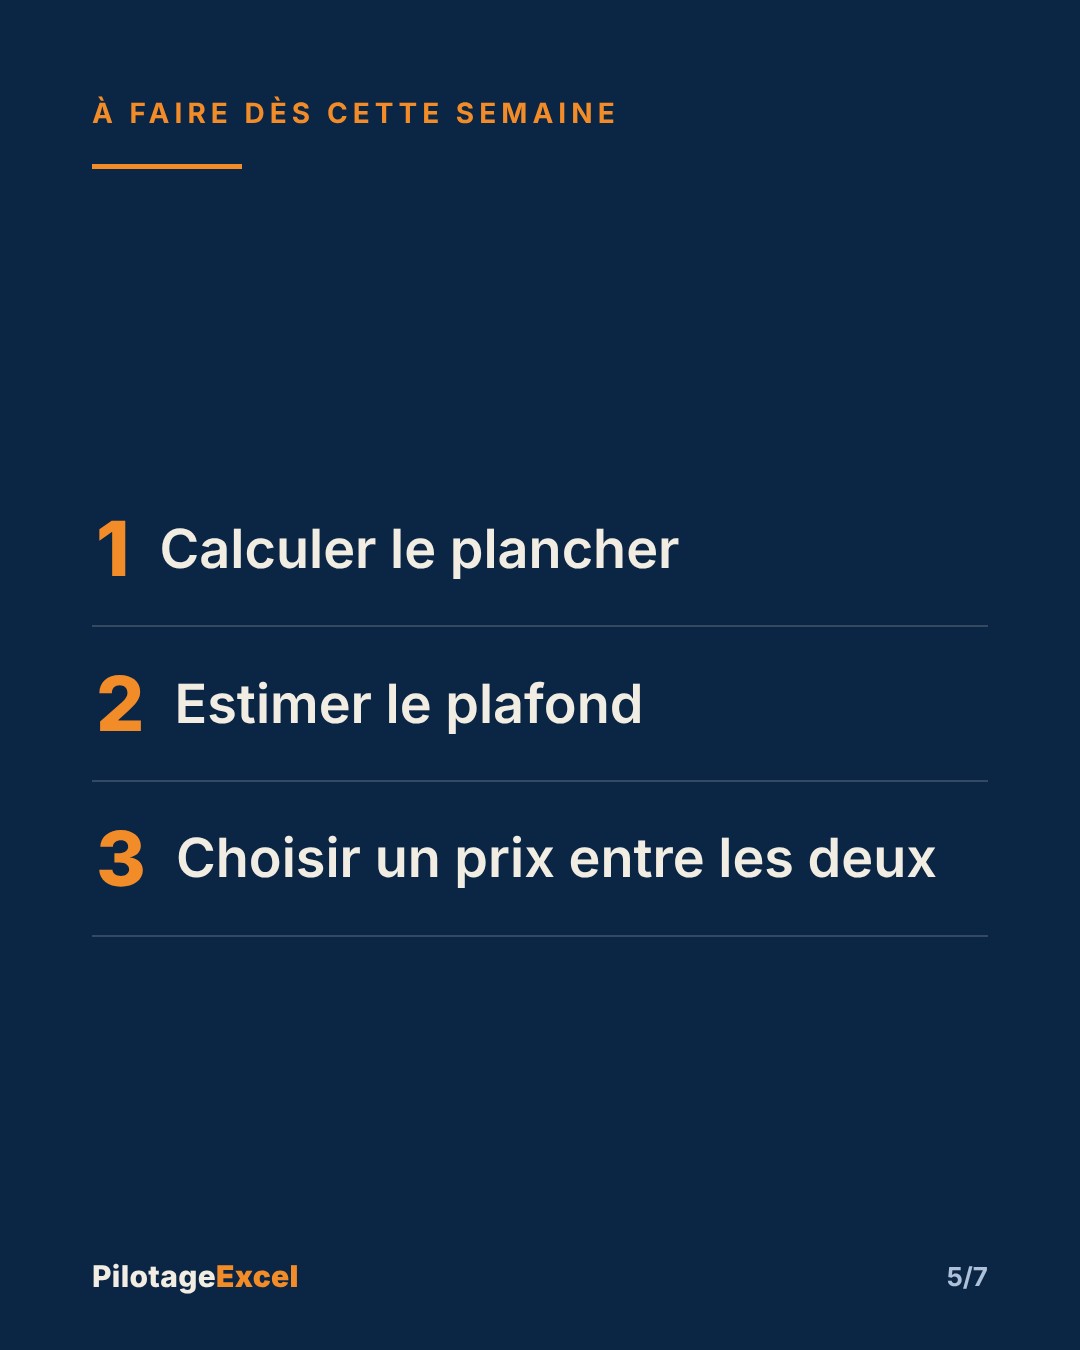 À FAIRE DÈS CETTE SEMAINE
1 Calculer le plancher
2 Estimer le plafond
3 Choisir un prix entre les deux
PilotageExcel
5/7